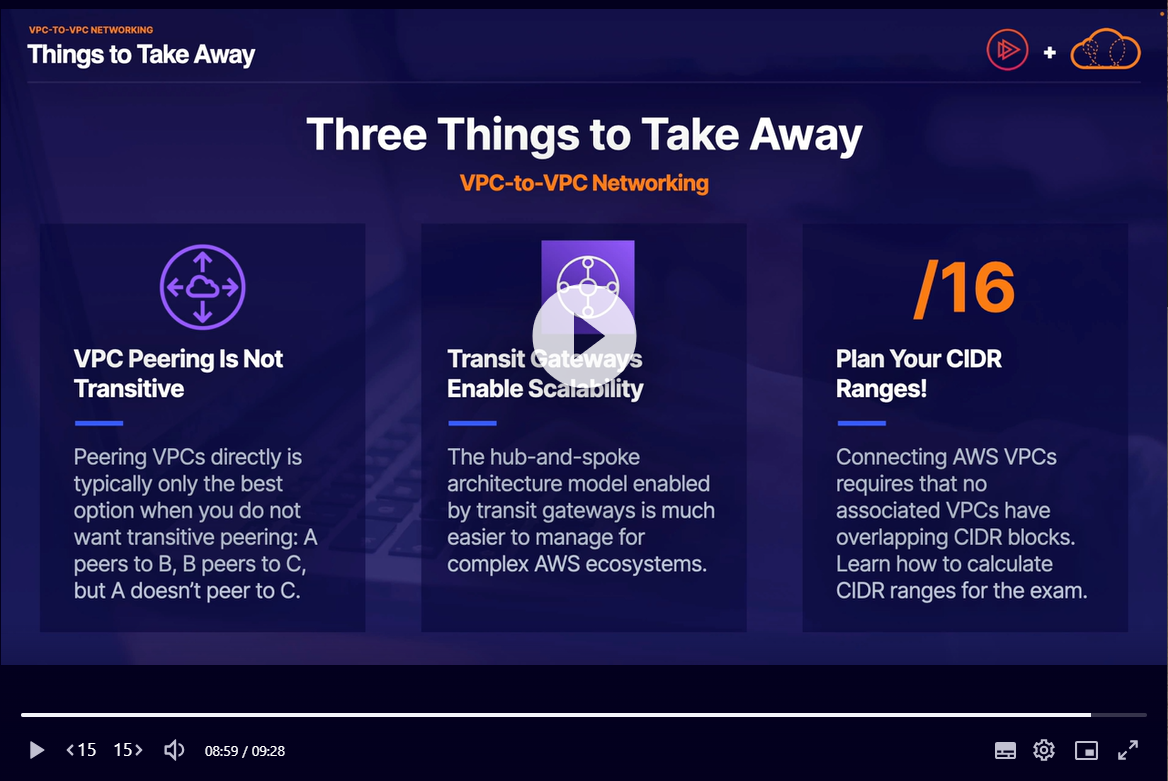 VPC-TO-VPC NETWORKING
Things to Take Away
+
Three Things to Take Away
VPC-to-VPC Networking
VPC Peering Is Not
Transitive
Peering VPCs directly is
typically only the best
option when you do not
want transitive peering: A
peers to B, B peers to C,
but A doesn't peer to C.
Transit Gateways
Enable Scalability
The hub-and-spoke
architecture model enabled
by transit gateways is much
easier to manage for
complex AWS ecosystems.
/16
Plan Your CIDR
Ranges!
Connecting AWS VPCs
requires that no
associated VPCs have
overlapping CIDR blocks.
Learn how to calculate
CIDR ranges for the exam.
<15 15> 08:59 / 09:28